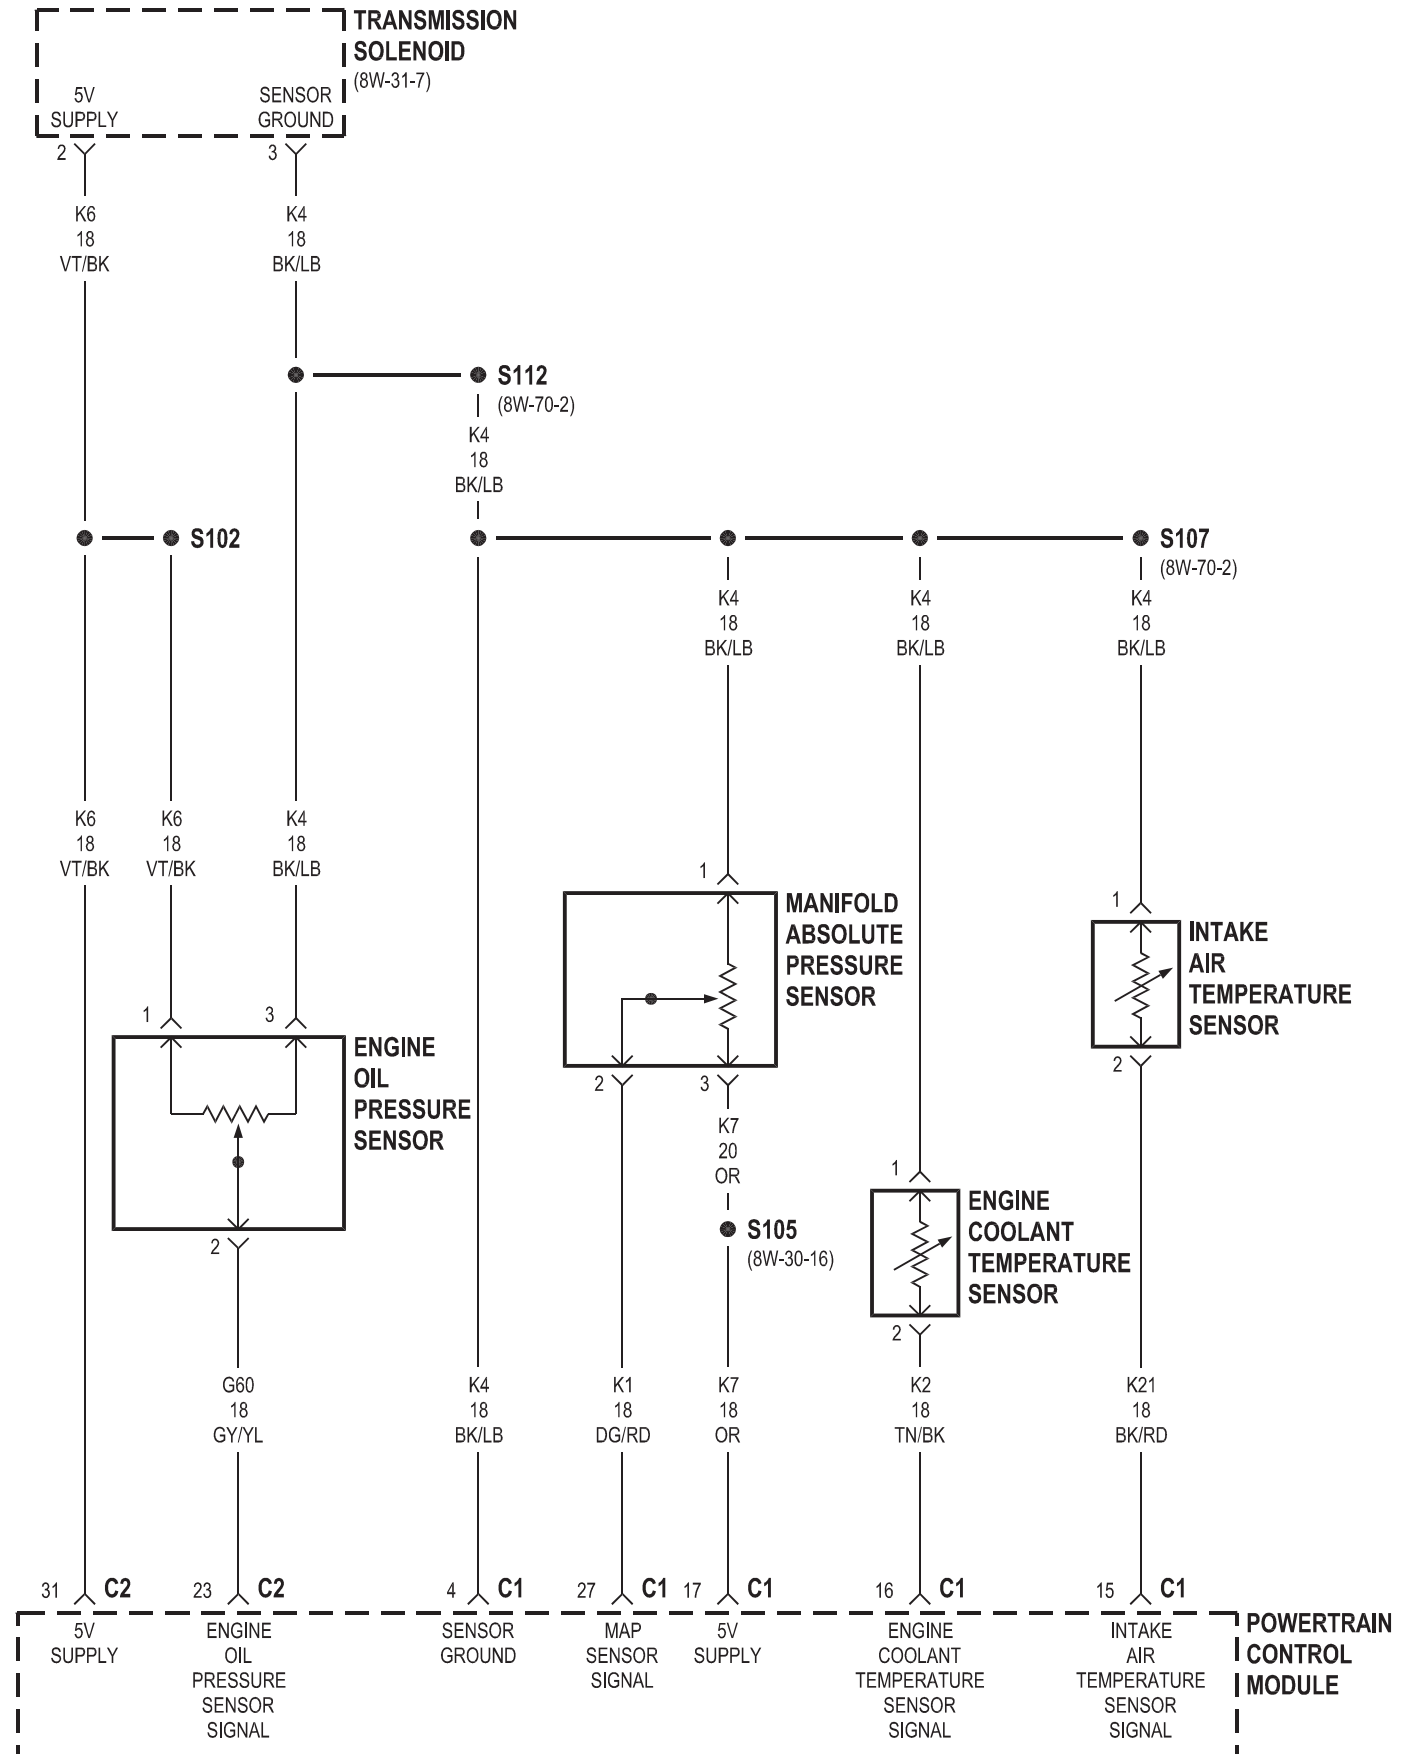 TRANSMISSION
SOLENOID
(8W-31-7)
5V
SUPPLY
SENSOR
GROUND
2
3
K6
18
VT/BK
K4
18
BK/LB
S112
(8W-70-2)
K4
18
BK/LB
S102
S107
(8W-70-2)
K4
18
BK/LB
K4
18
BK/LB
K4
18
BK/LB
K6
18
VT/BK
K6
18
VT/BK
K4
18
BK/LB
1
MANIFOLD
ABSOLUTE
PRESSURE
SENSOR
1
INTAKE
AIR
TEMPERATURE
SENSOR
1
3
ENGINE
OIL
PRESSURE
SENSOR
2
3
2
K7
20
OR
1
ENGINE
COOLANT
TEMPERATURE
SENSOR
2
S105
(8W-30-16)
2
G60
18
GY/YL
K4
18
BK/LB
K1
18
DG/RD
K7
18
OR
K2
18
TN/BK
K21
18
BK/RD
31 C2
23 C2
4 C1
27 C1
17 C1
16 C1
15 C1
5V
SUPPLY
ENGINE
OIL
PRESSURE
SENSOR
SIGNAL
SENSOR
GROUND
MAP
SENSOR
SIGNAL
5V
SUPPLY
ENGINE
COOLANT
TEMPERATURE
SENSOR
SIGNAL
INTAKE
AIR
TEMPERATURE
SENSOR
SIGNAL
POWERTRAIN
CONTROL
MODULE